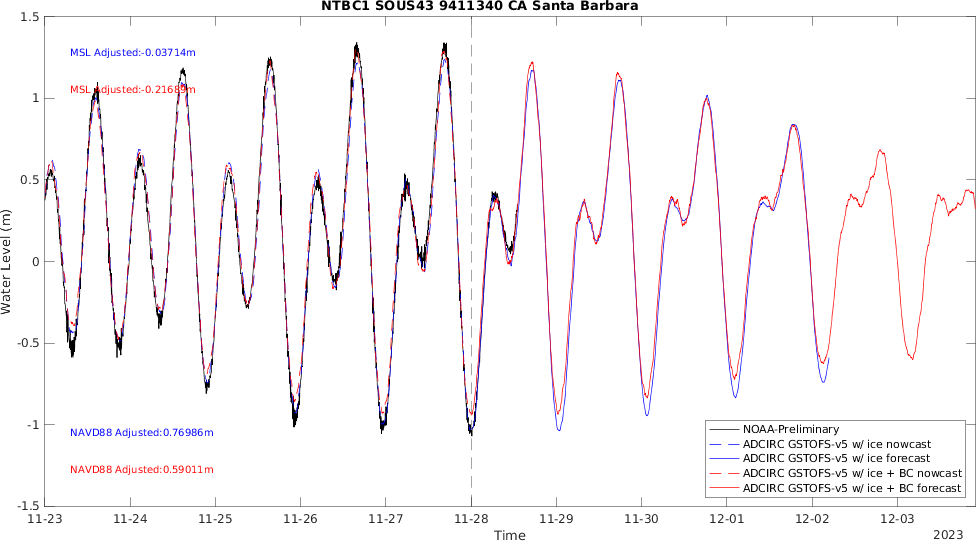 NTBC1 SOUS43 9411340 CA Santa Barbara
1.5
1
0.5
0
-0.5
-1
-1.5
Water Level (m)
MSL Adjusted:-0.03714m
MSL Adjusted:-0.21689m
NAVD88 Adjusted:0.76986m
NAVD88 Adjusted:0.59011m
NOAA-Preliminary
ADCIRC GSTOFS-v5 w/ ice nowcast
ADCIRC GSTOFS-v5 w/ ice forecast
ADCIRC GSTOFS-v5 w/ ice + BC nowcast
ADCIRC GSTOFS-v5 w/ ice + BC forecast
11-23 11-24 11-25 11-26 11-27 11-28 11-29 11-30 12-01 12-02 12-03
Time
2023